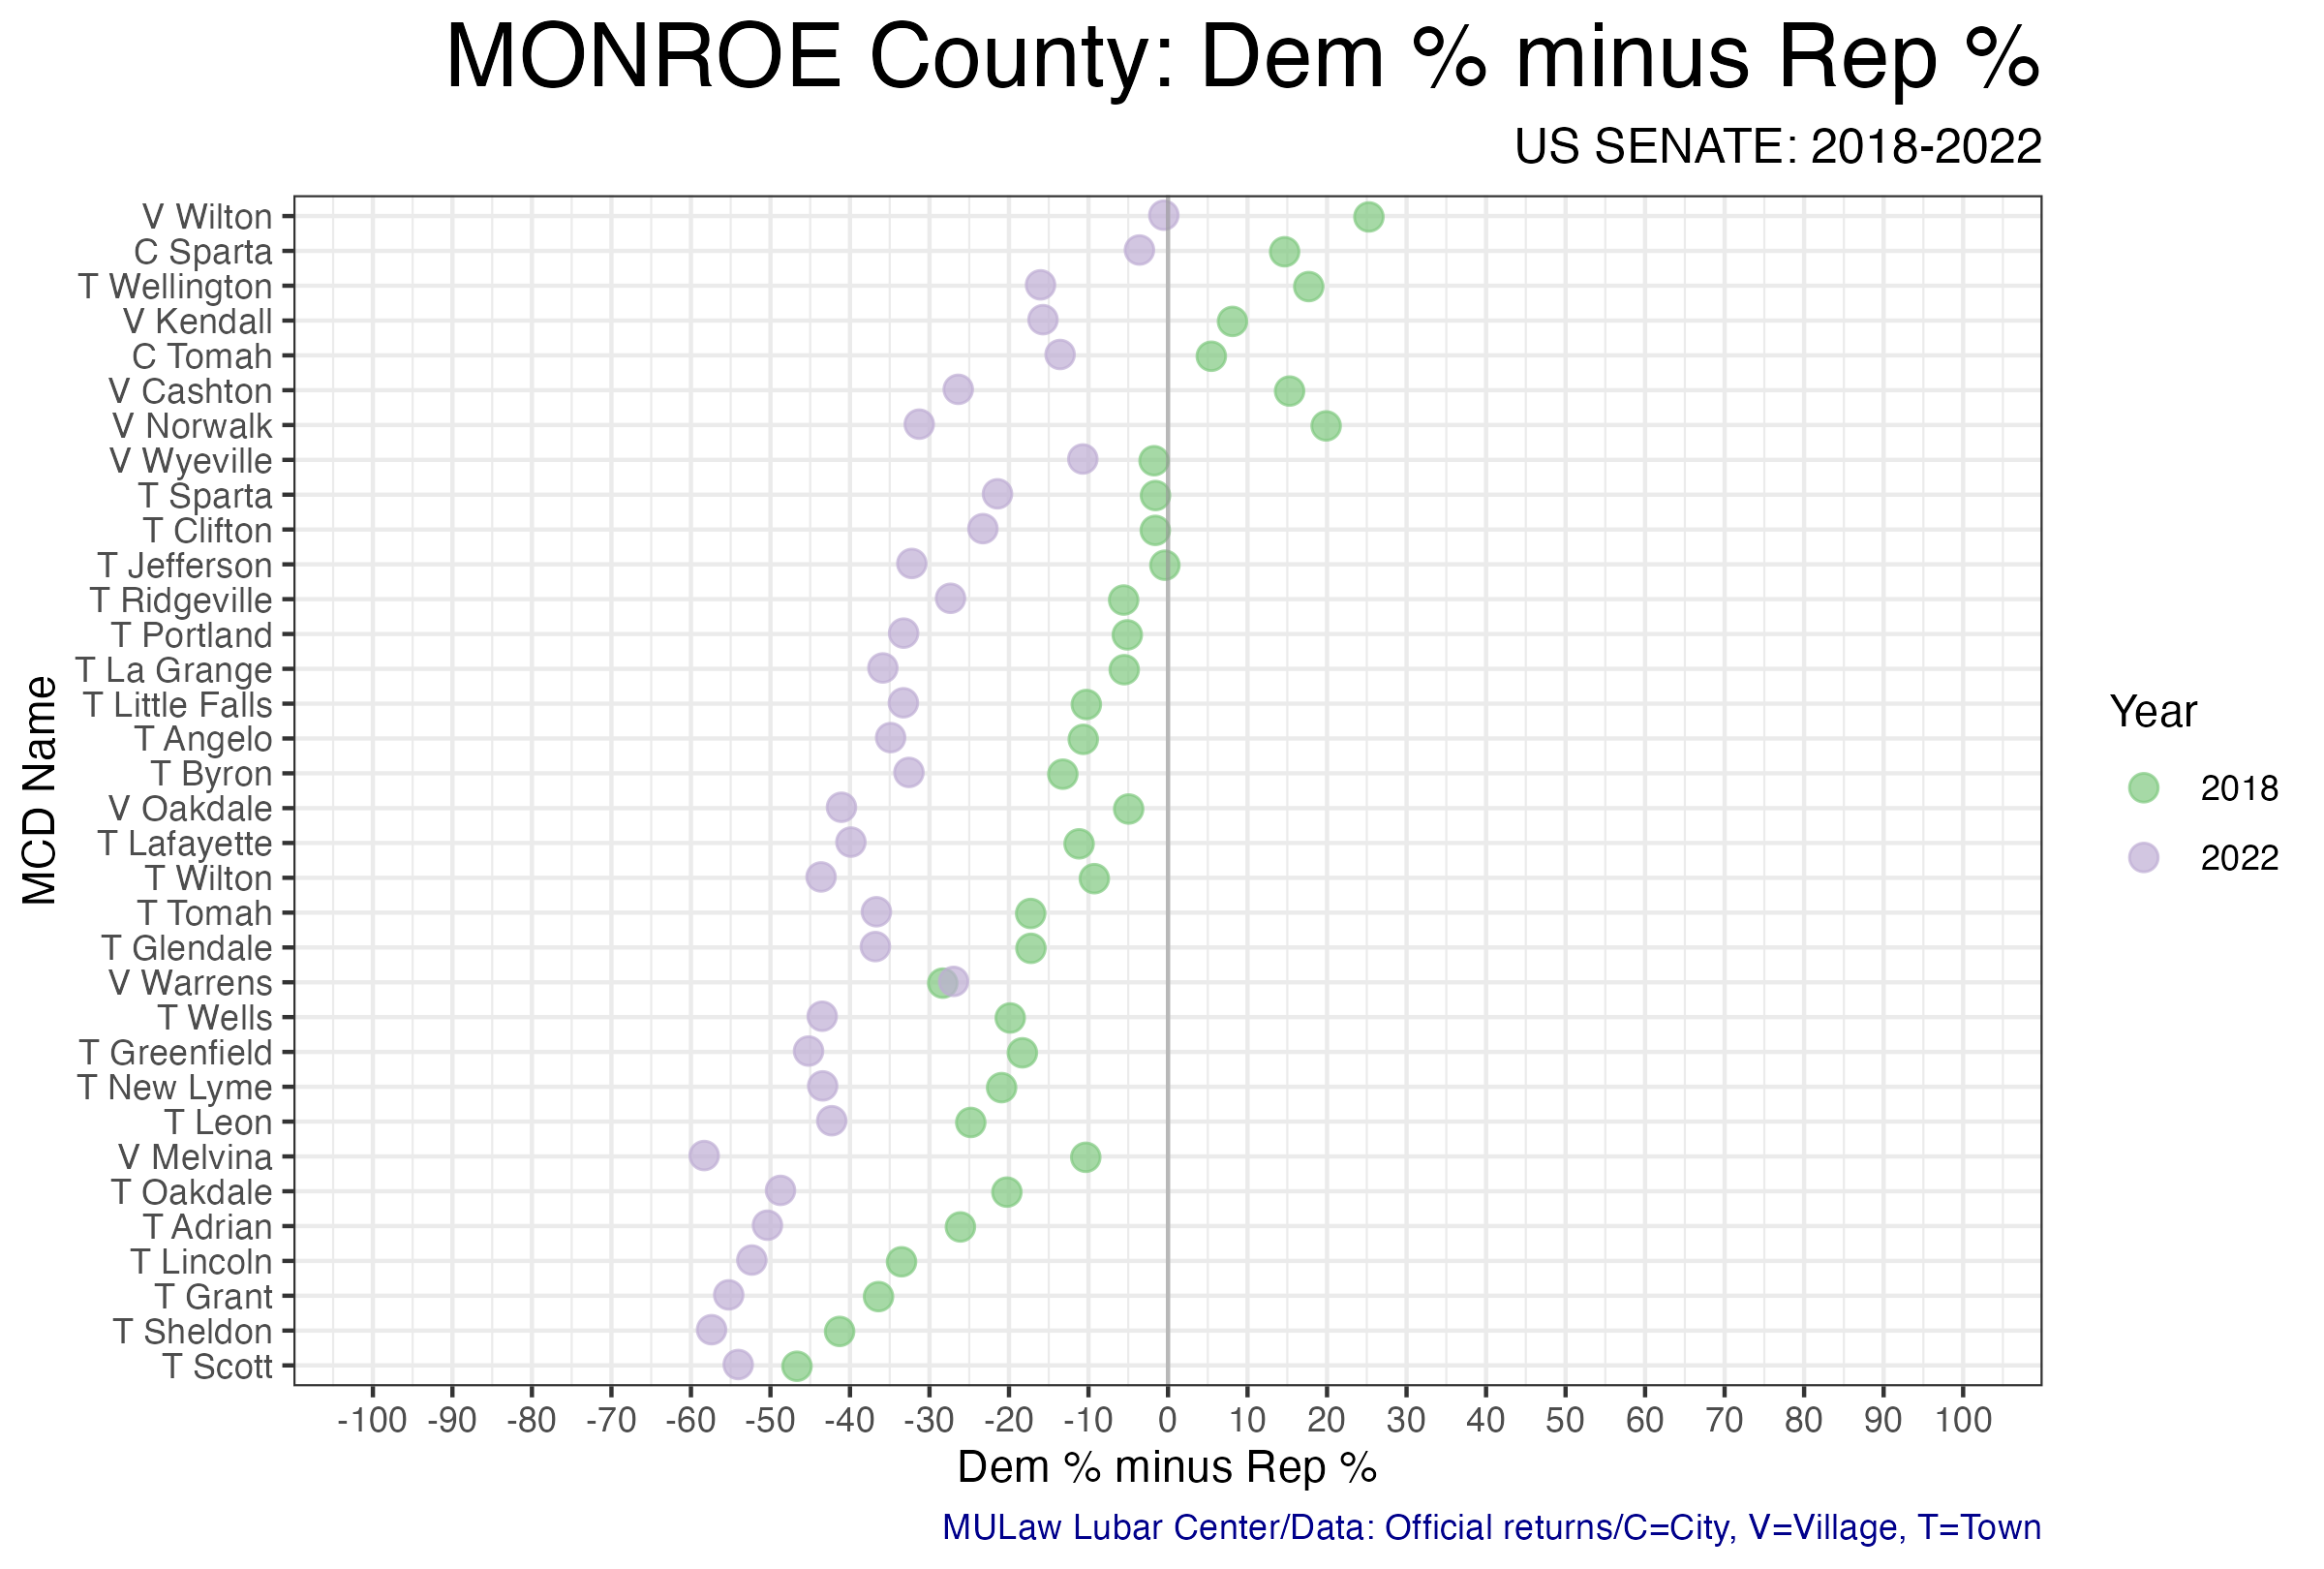 MONROE County: Dem % minus Rep %
US SENATE: 2018-2022
MCD Name
V Wilton
C Sparta
T Wellington
V Kendall
C Tomah
V Cashton
V Norwalk
V Wyeville
T Sparta
T Clifton
T Jefferson
T Ridgeville
T Portland
T La Grange
T Little Falls
T Angelo
T Byron
V Oakdale
T Lafayette
T Wilton
T Tomah
T Glendale
V Warrens
T Wells
T Greenfield
T New Lyme
T Leon
V Melvina
T Oakdale
T Adrian
T Lincoln
T Grant
T Sheldon
T Scott
-100 -90 -80 -70 -60 -50 -40 -30 -20 -10 0 10 20 30 40 50 60 70 80 90 100
Dem % minus Rep %
Year
2018
2022
MULaw Lubar Center/Data: Official returns/C=City, V=Village, T=Town